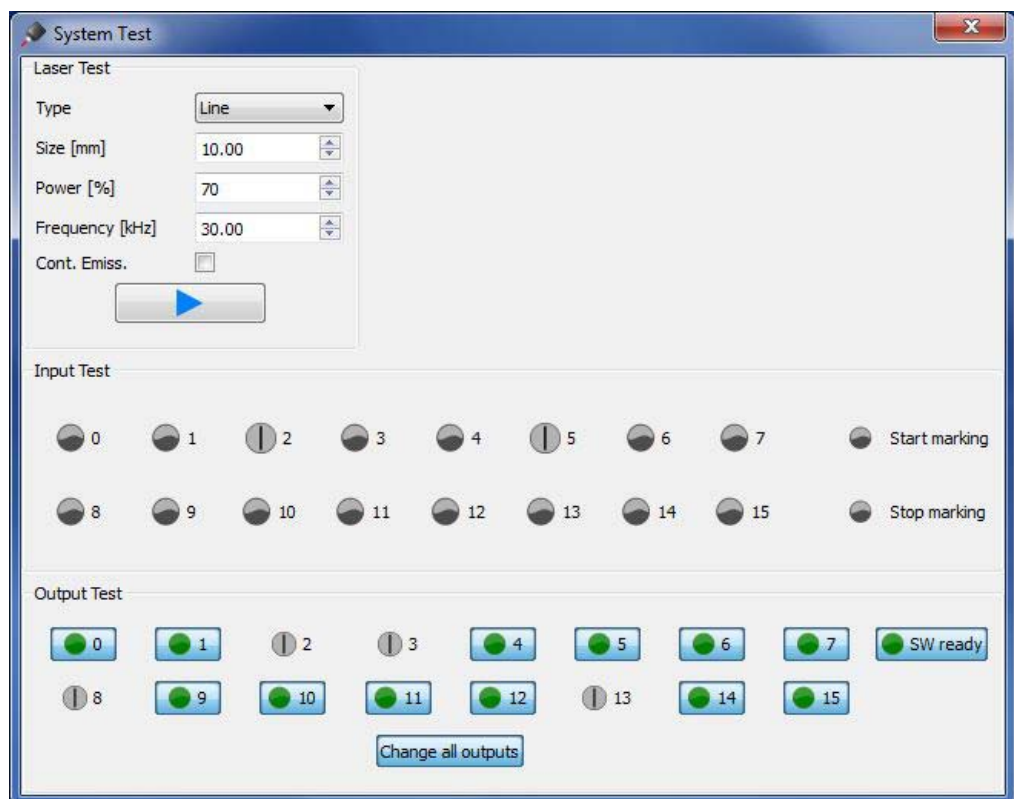 System Test
Laser Test
Type Line
Size [mm] 10.00
Power [%] 70
Frequency [kHz] 30.00
Cont. Emiss.
Input Test
0 1 2 3 4 5 6 7 Start marking
8 9 10 11 12 13 14 15 Stop marking
Output Test
0 1 2 3 4 5 6 7 SW ready
8 9 10 11 12 13 14 15
Change all outputs